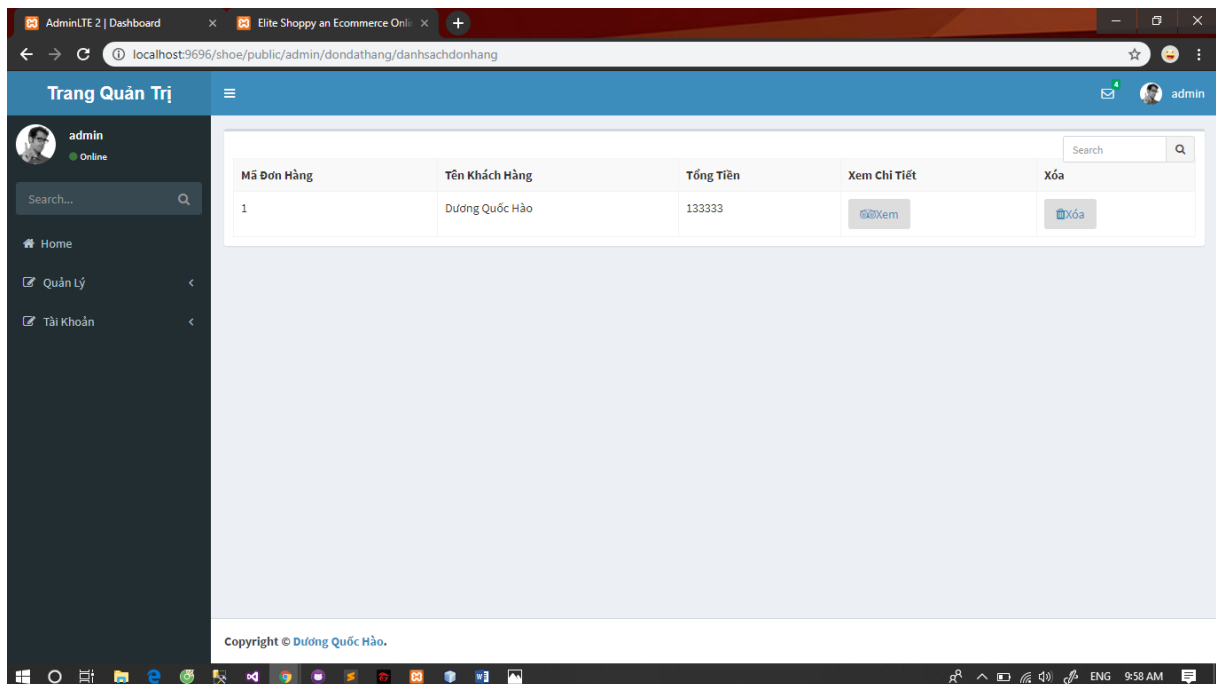 AdminLTE 2 | Dashboard
Elite Shoppy an Ecommerce Onli
localhost:9696/shoe/public/admin/dondathang/danhsachdonhang
Trang Quản Trị
4
admin
admin
Online
Search...
Home
Quản Lý
Tài Khoản
Search
Mã Đơn Hàng Tên Khách Hàng Tổng Tiền Xem Chi Tiết Xóa
1 Dương Quốc Hào 133333 Xem Xóa
Copyright © Dương Quốc Hào.
ENG 9:58 AM